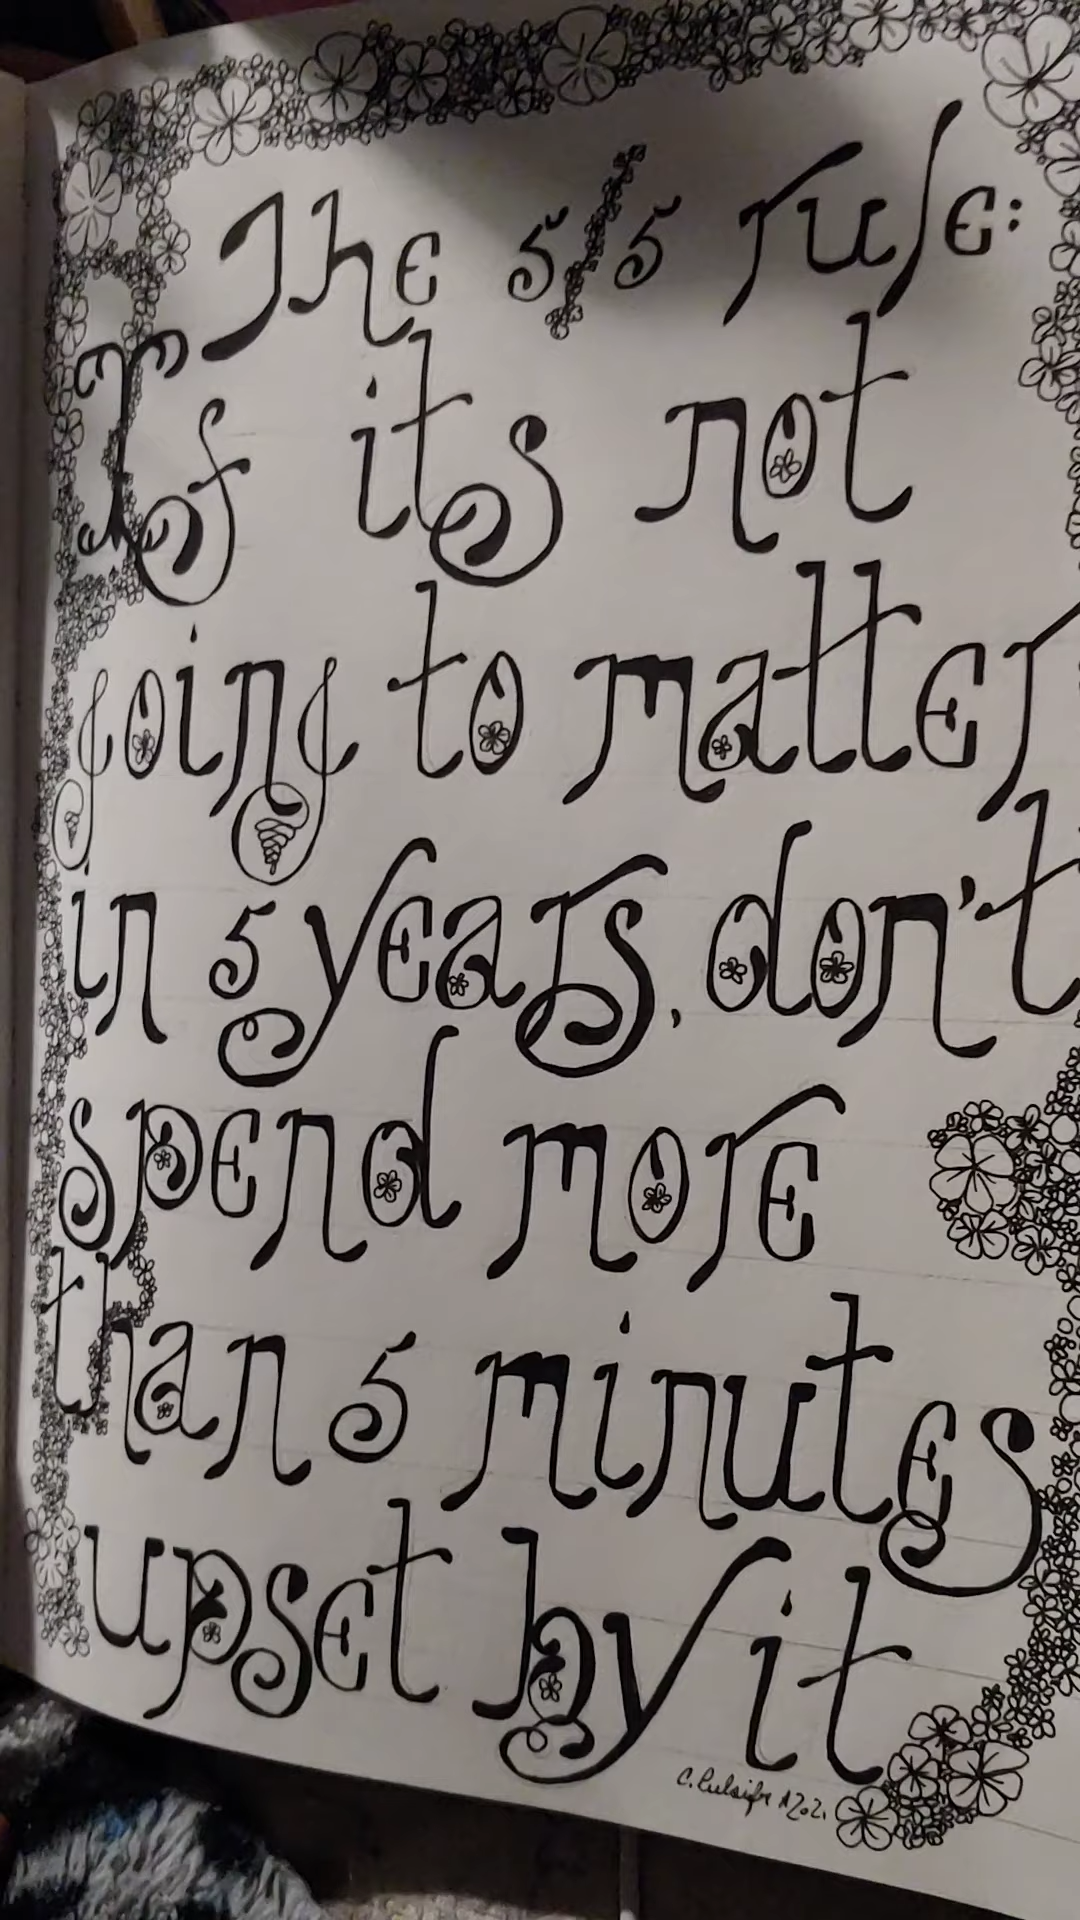 The 5/5 rule:
If its not
going to matter
in 5 years, don't
spend more
than 5 minutes
upset by it